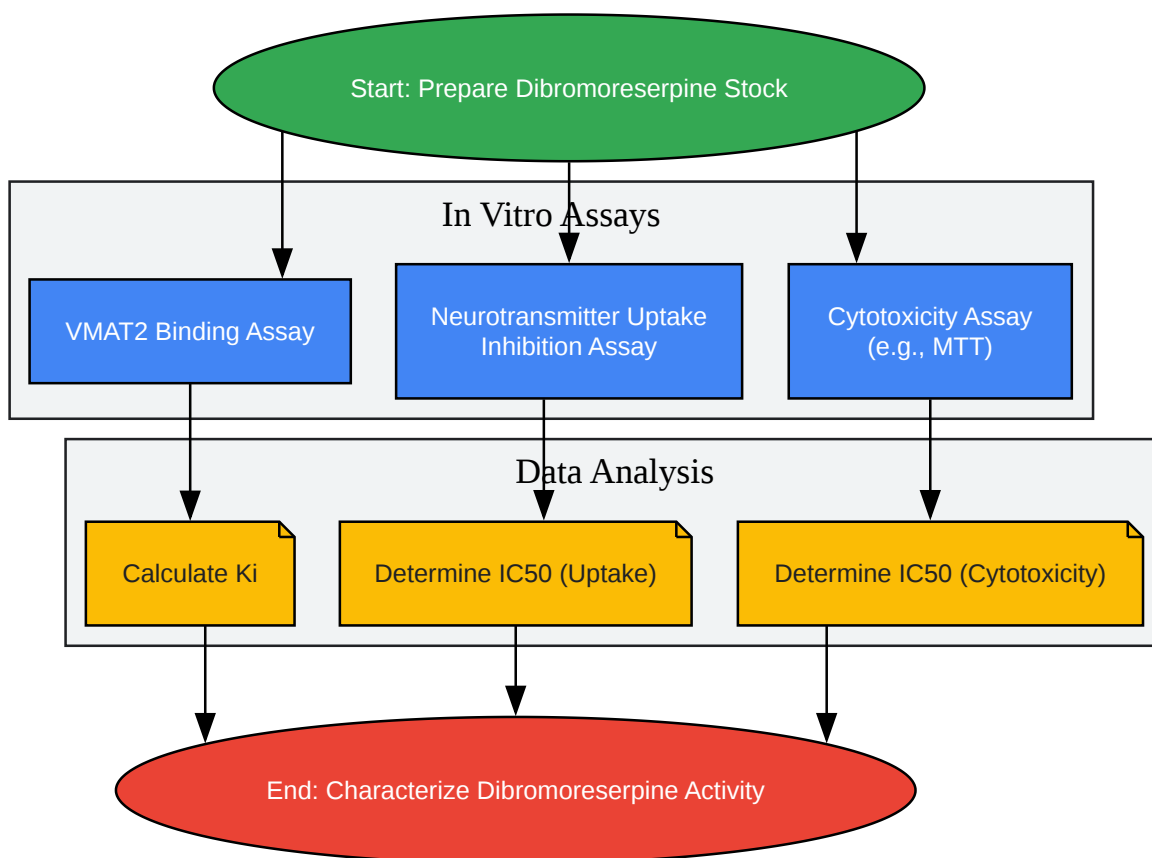 Start: Prepare Dibromoreserpine Stock
In Vitro Assays
VMAT2 Binding Assay
Neurotransmitter Uptake
Inhibition Assay
Cytotoxicity Assay
(e.g., MTT)
Data Analysis
Calculate Ki
Determine IC50 (Uptake)
Determine IC50 (Cytotoxicity)
End: Characterize Dibromoreserpine Activity